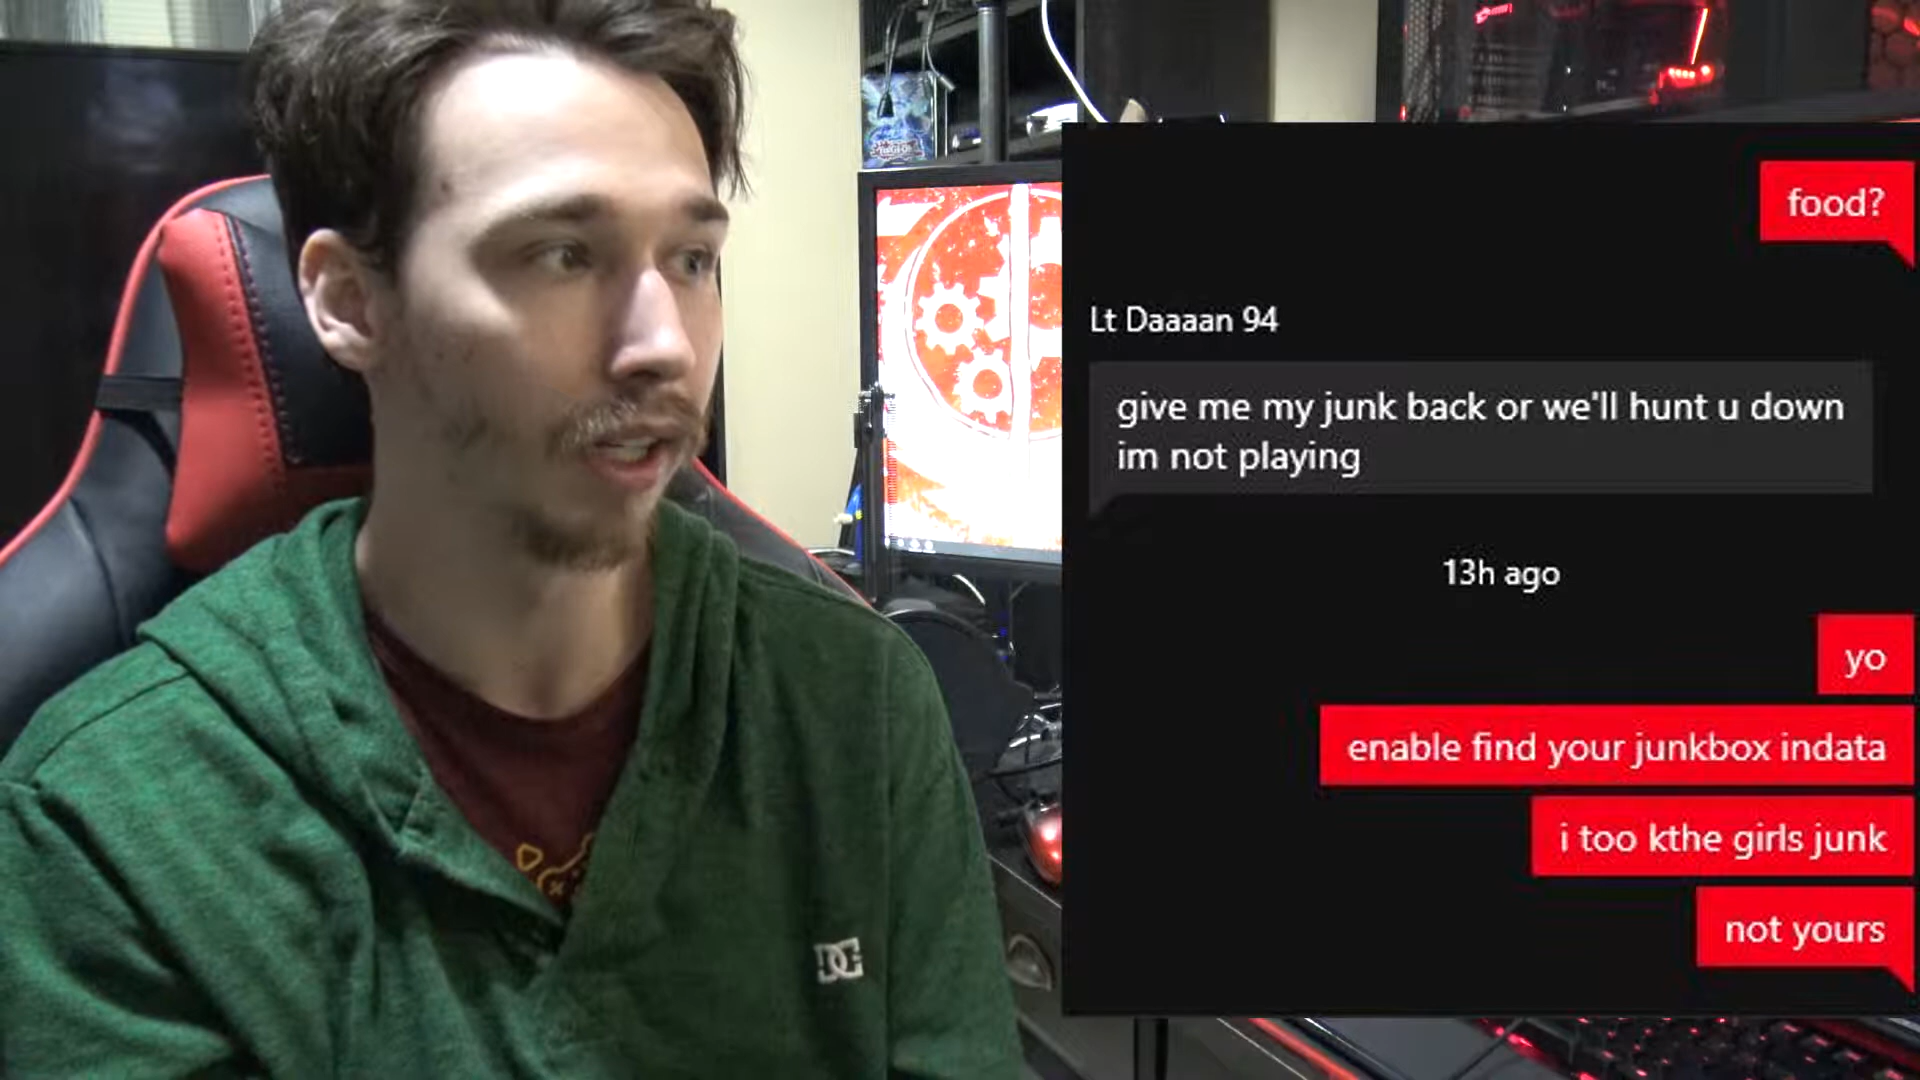 food?
Lt Daaaan 94
give me my junk back or we'll hunt u down
im not playing
13h ago
yo
enable find your junkbox indata
i too kthe girls junk
not yours
DC